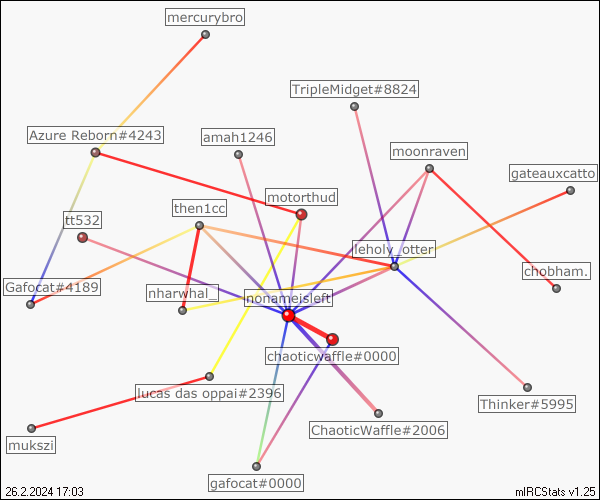 mercurybro
TripleMidget#8824
Azure Reborn#4243
amah1246
moonraven
gateauxcatto
motorthud
then1cc
tt532
leholy_otter
chobham.
Gafocat#4189
nharwhal_
nonameisleft
chaoticwaffle#0000
lucas das oppai#2396
Thinker#5995
ChaoticWaffle#2006
mukszi
gafocat#0000
26.2.2024 17:03
mIRCStats v1.25